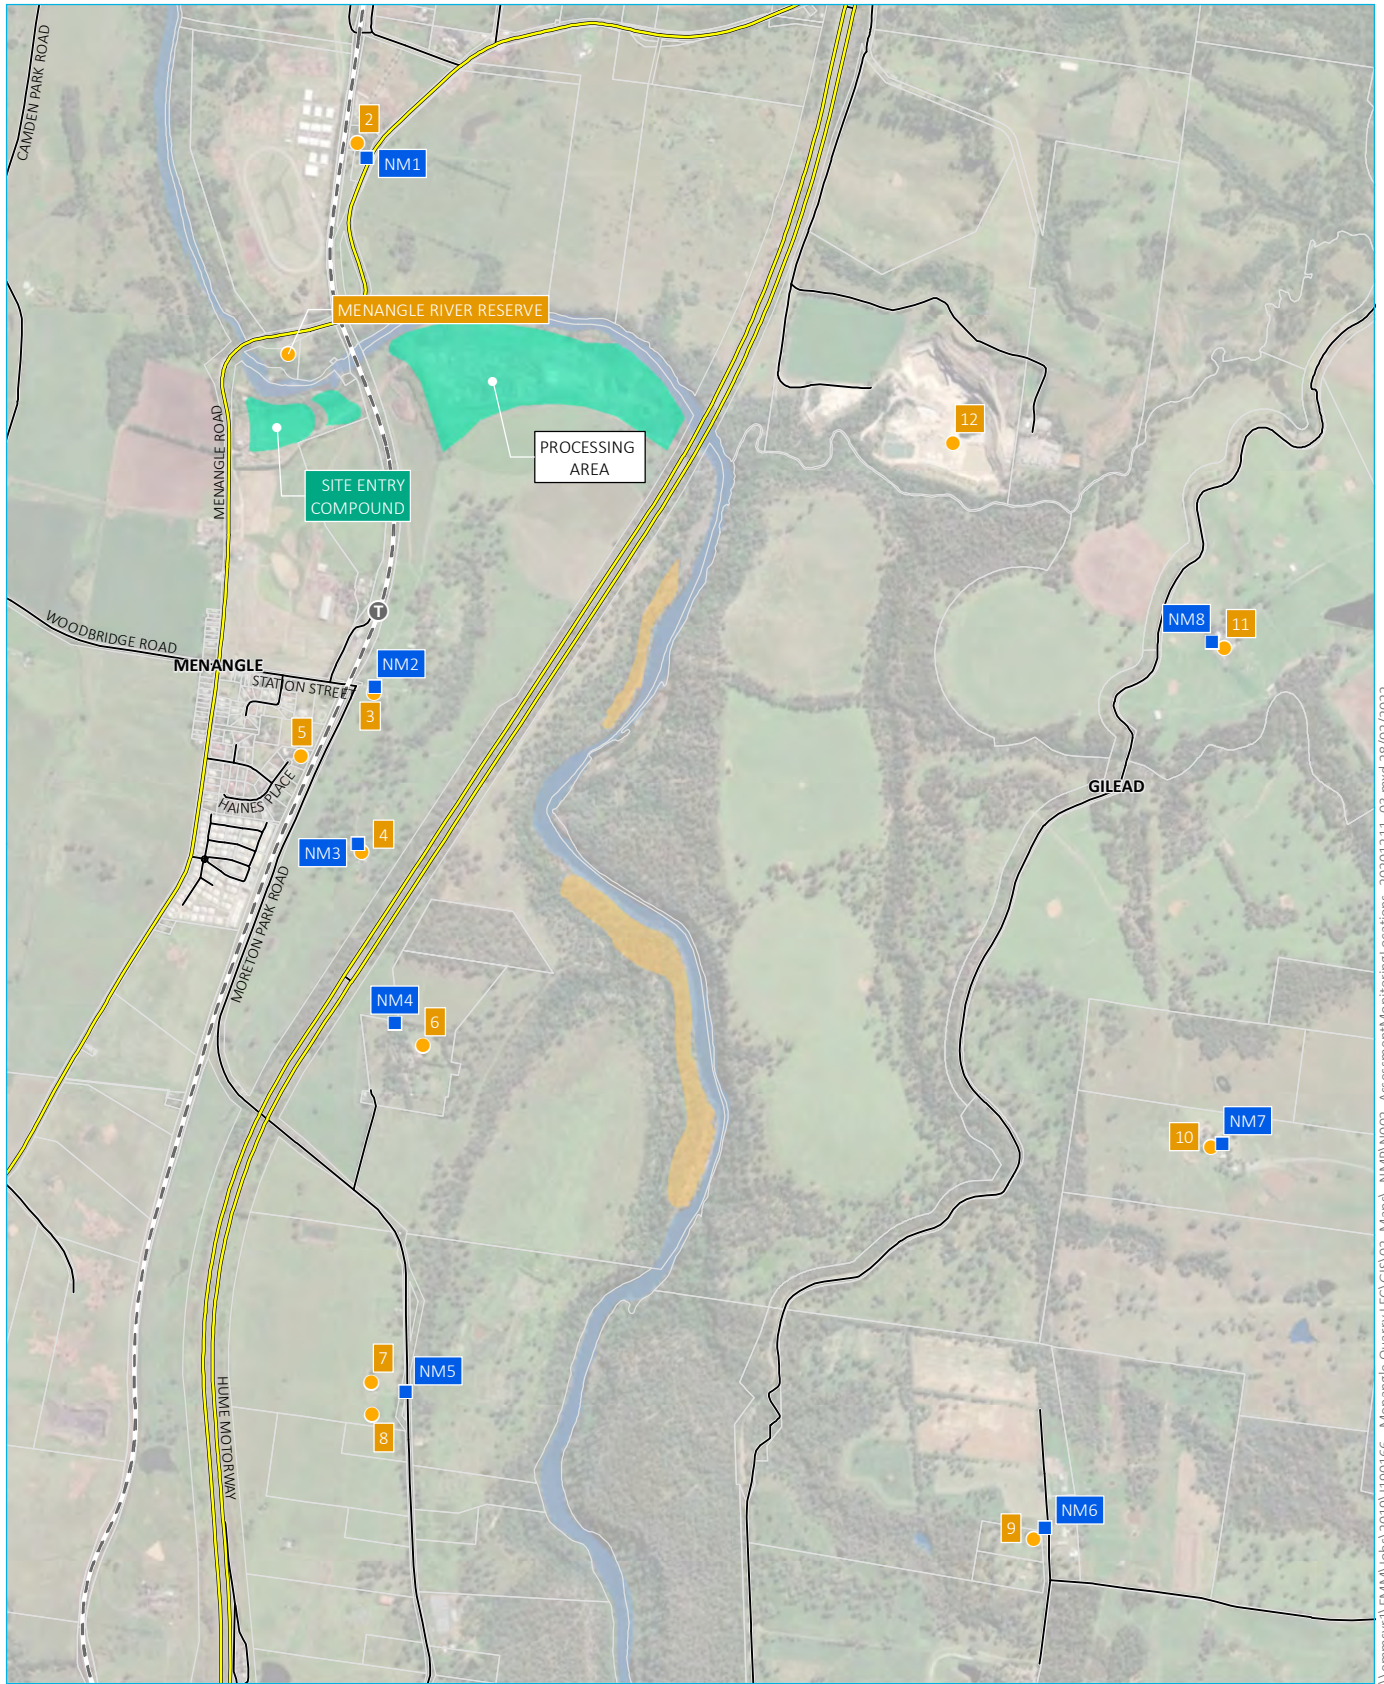 CAMDEN PARK ROAD
2
NM1
MENANGLE RIVER RESERVE
12
MENANGLE ROAD
PROCESSING
AREA
SITE ENTRY
COMPOUND
T
WOODBRIDGE ROAD
MENANGLE
STATION STREET
NM2
3
5
NM8
11
HAINES PLACE
GILEAD
4
NM3
MORETON PARK ROAD
NM4
6
NM7
10
7
NM5
8
HUME MOTORWAY
9
NM6